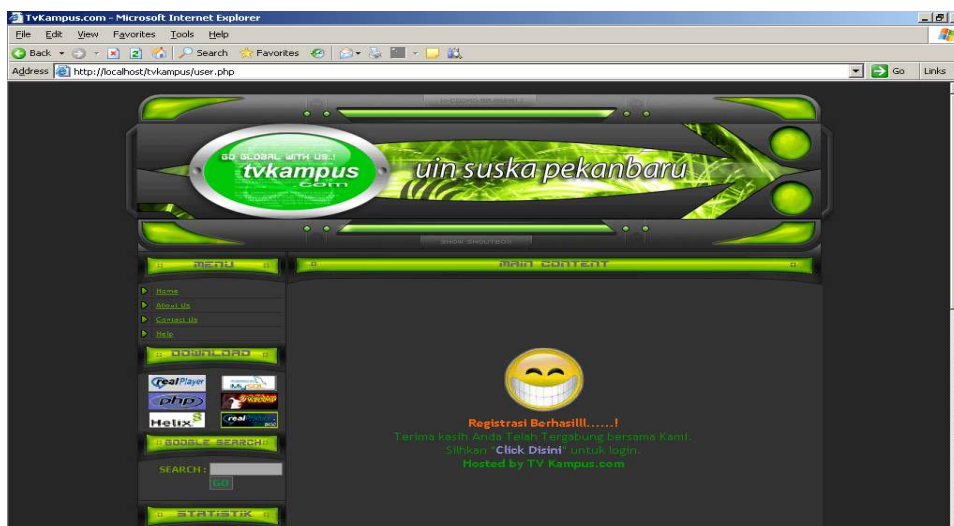 TvKampus.com - Microsoft Internet Explorer
File Edit View Favorites Tools Help
Back Search Favorites
Address http://localhost/tvkampus/user.php Go Links
GO GLOBAL WITH US..!
tvkampus
.com
uin suska pekanbaru
SHOW SHOUTBOX
MENU
MAIN CONTENT
Home
About Us
Contact Us
Help
DOWNLOAD
realPlayer
MySQL
php
Helix
real
GOOGLE SEARCH
SEARCH :
GO
STATISTIK
Registrasi Berhasilll......!
Terima kasih Anda Telah Tergabung bersama Kami.
Silhkan "Click Disini" untuk login.
Hosted by TV Kampus.com